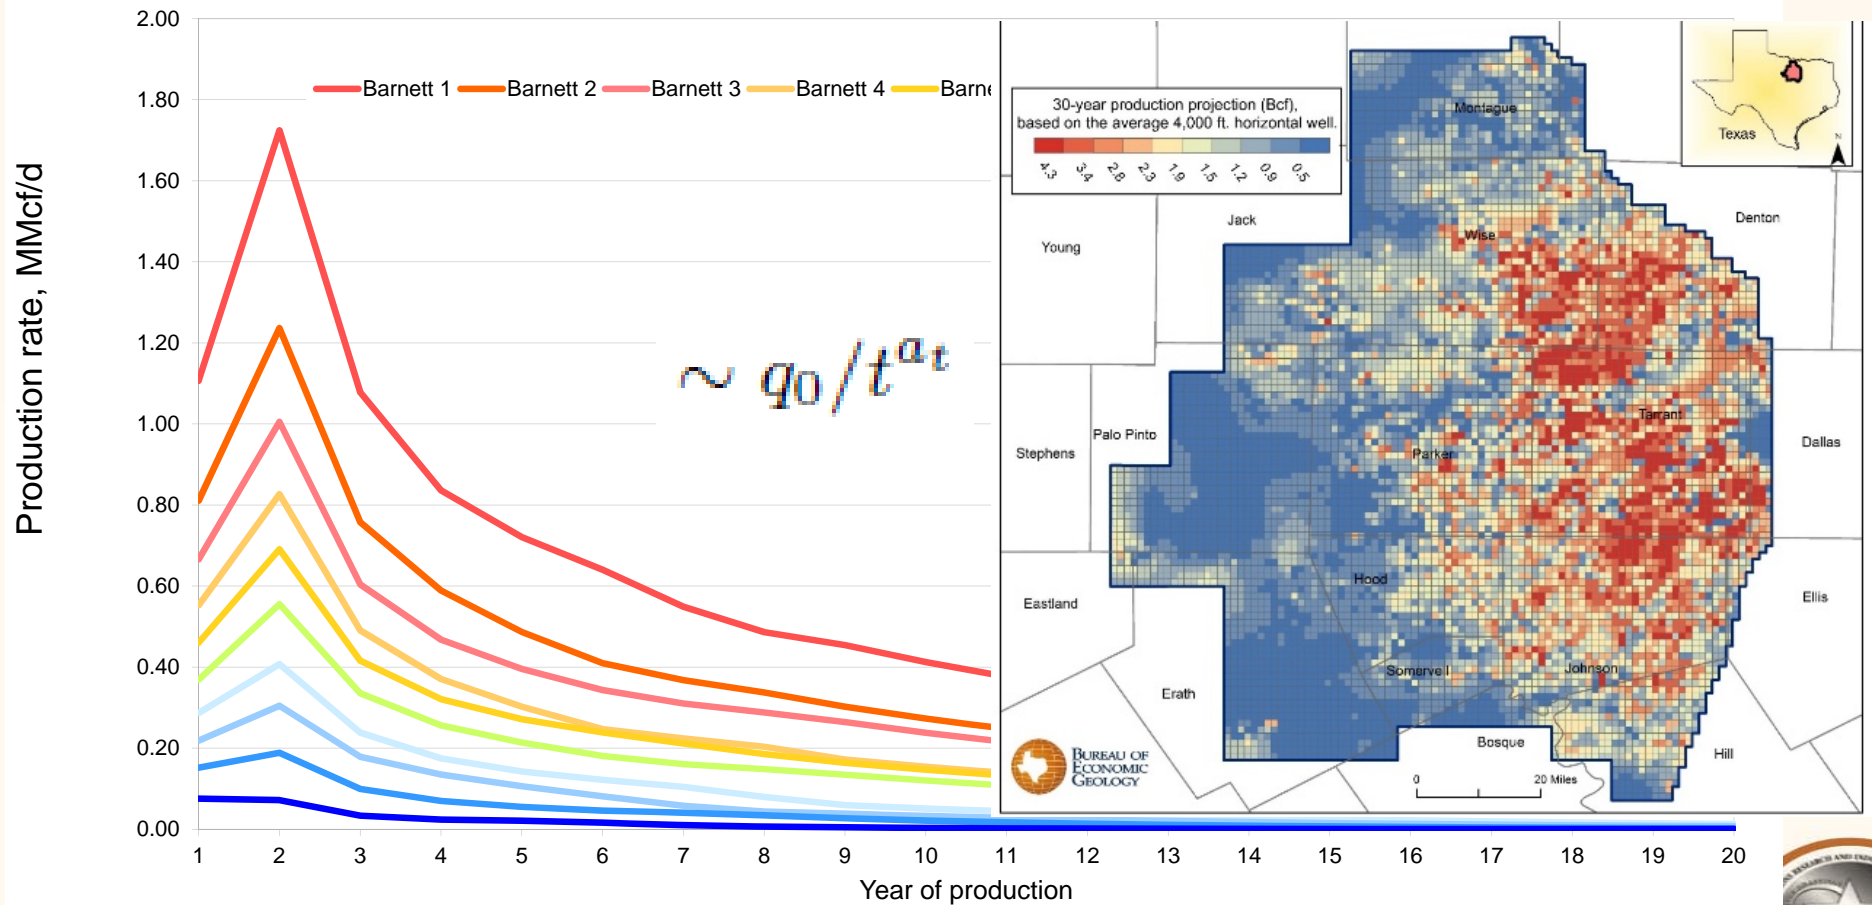 2.00
1.80
1.60
1.40
1.20
1.00
0.80
0.60
0.40
0.20
0.00
Production rate, MMcf/d
Barnett 1 Barnett 2 Barnett 3 Barnett 4 Barne
~ q0/t^at
1 2 3 4 5 6 7 8 9 10 11 12 13 14 15 16 17 18 19 20
Year of production
30-year production projection (Bcf),
based on the average 4,000 ft. horizontal well.
4.3 3.4 2.8 2.3 1.9 1.5 1.2 0.9 0.5
Texas
N
Montague
Jack
Wise
Denton
Young
Stephens
Palo Pinto
Parker
Tarrant
Dallas
Eastland
Hood
Ellis
Erath
Somervell
Johnson
Bosque
Hill
0 20 Miles
BUREAU OF
ECONOMIC
GEOLOGY
RESEARCH AND